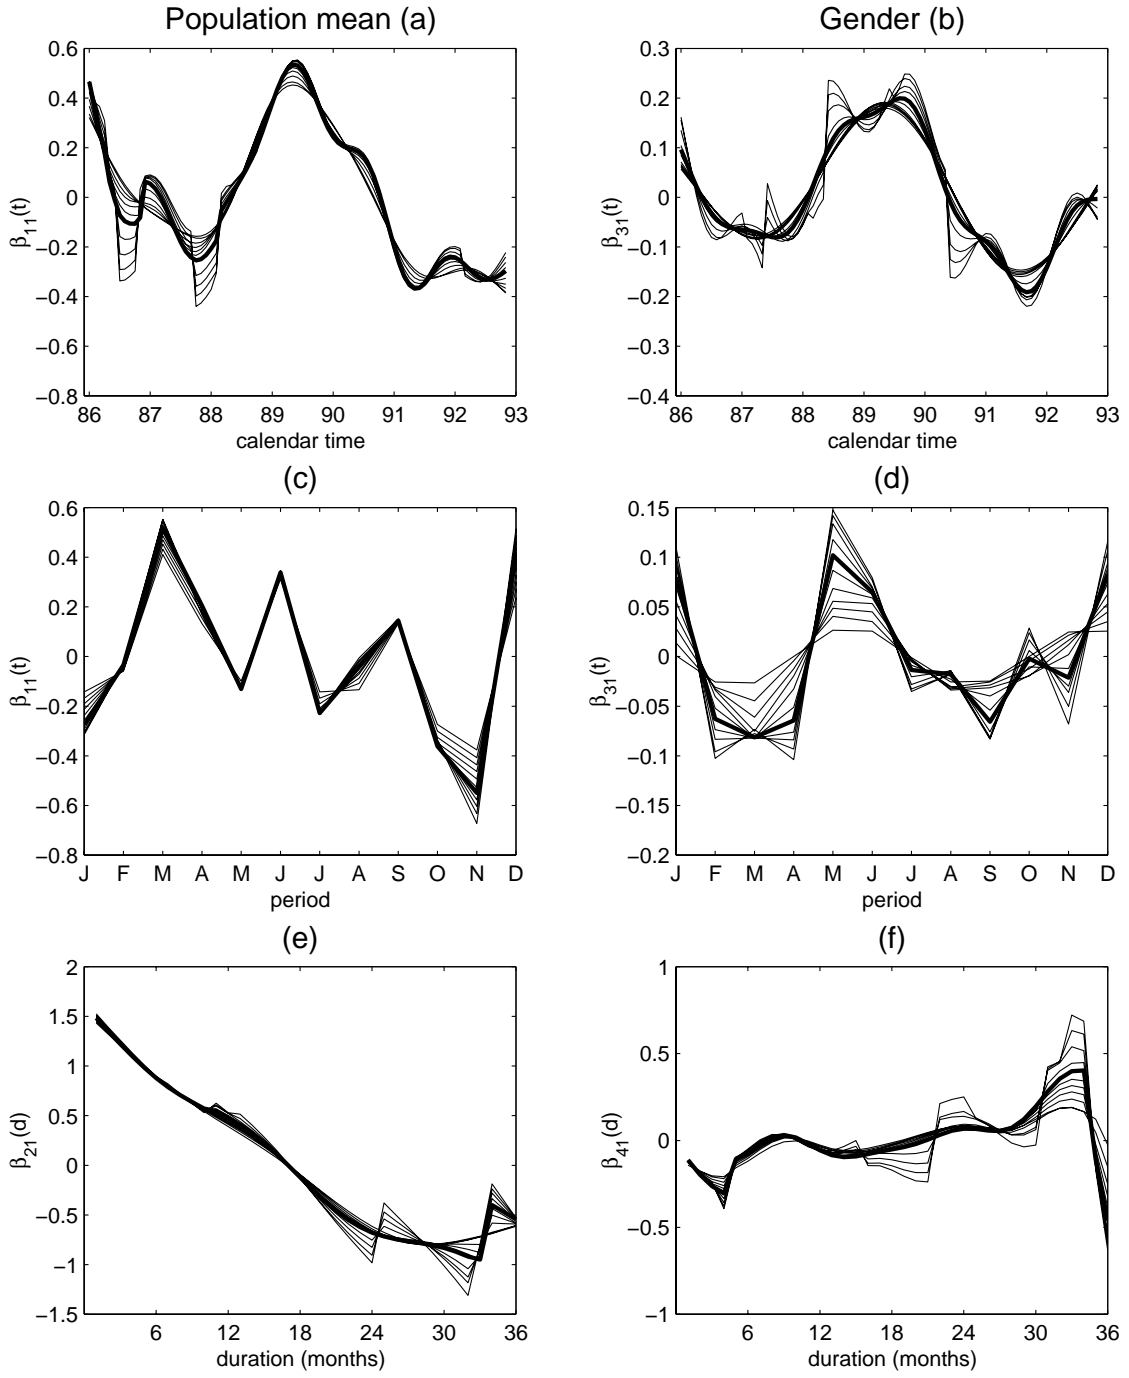 Population mean (a)
Gender (b)
0.6
0.4
0.2
0
−0.2
−0.4
−0.6
−0.8
β11(t)
86 87 88 89 90 91 92 93
calendar time
0.3
0.2
0.1
0
−0.1
−0.2
−0.3
−0.4
β31(t)
86 87 88 89 90 91 92 93
calendar time
(c)
(d)
0.6
0.4
0.2
0
−0.2
−0.4
−0.6
−0.8
β11(t)
J F M A M J J A S O N D
period
0.15
0.1
0.05
0
−0.05
−0.1
−0.15
−0.2
β31(t)
J F M A M J J A S O N D
period
(e)
(f)
2
1.5
1
0.5
0
−0.5
−1
−1.5
β21(d)
6 12 18 24 30 36
duration (months)
1
0.5
0
−0.5
−1
β41(d)
6 12 18 24 30 36
duration (months)